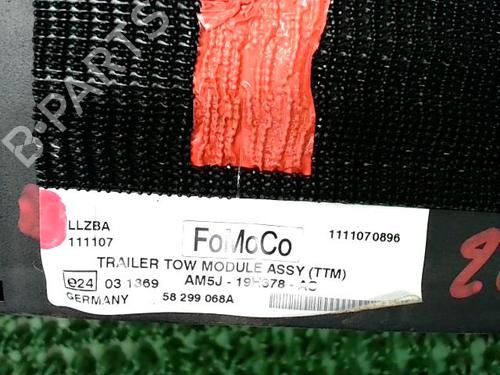 B-PARTS
LLZBA
111107
FoMoCo
1111070896
TRAILER TOW MODULE ASSY (TTM)
e24 03 1369 AM5J - 19H378 - AC
GERMANY 58 299 068A